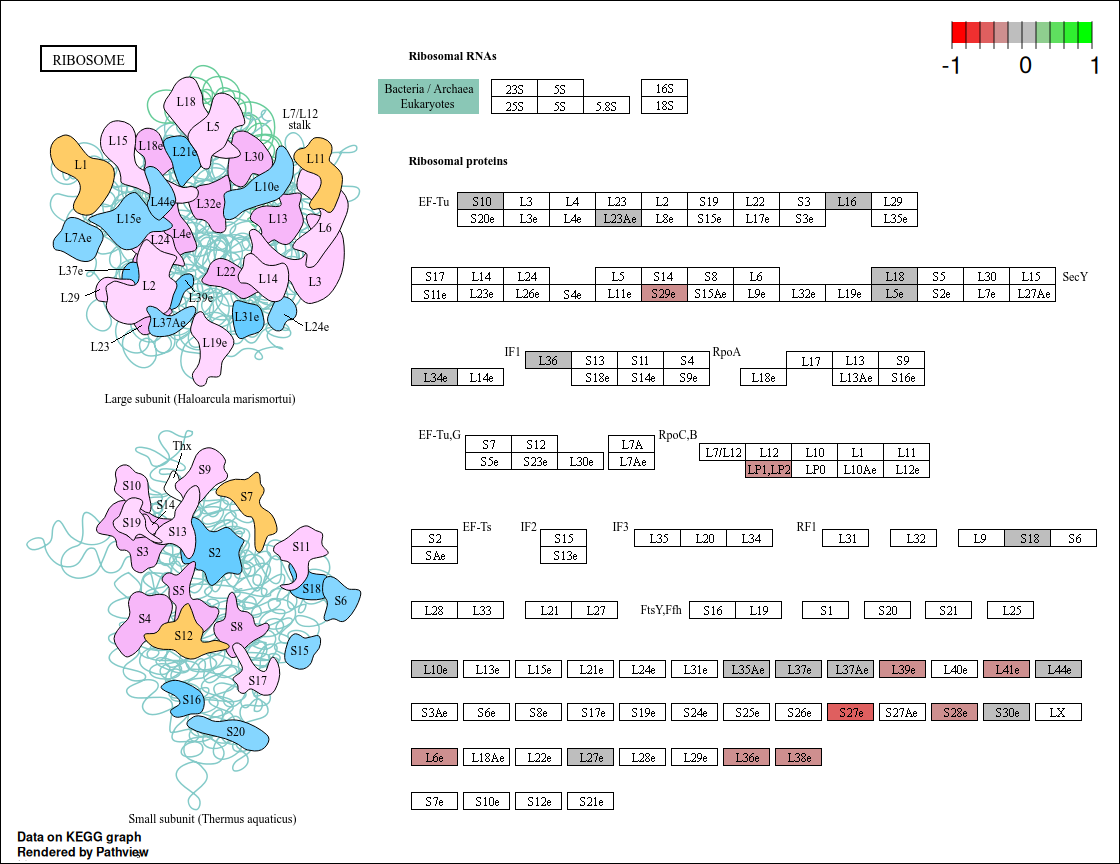 RIBOSOME
-1 0 1
L18
L5
L7/L12
stalk
L15
L18e
L21e
L30
L11
L1
L10e
L44e
L32e
L15e
L13
L6
L7Ae
L24
L4e
L37e
L2
L22
L14
L3
L29
L39e
L37Ae
L31e
L24e
L23
L19e
Large subunit (Haloarcula marismortui)
Thx
S9
S10
S7
S14
S19
S13
S3
S2
S11
S5
S18
S6
S4
S12
S8
S15
S17
S16
S20
Small subunit (Thermus aquaticus)
Data on KEGG graph
Rendered by Pathview
Ribosomal RNAs
Bacteria / Archaea 23S 5S 16S
Eukaryotes 25S 5S 5.8S 18S
Ribosomal proteins
EF-Tu S10 L3 L4 L23 L2 S19 L22 S3 L16 L29
S20e L3e L4e L23Ae L8e S15e L17e S3e L35e
S17 L14 L24 L5 S14 S8 L6 L18 S5 L30 L15 SecY
S11e L23e L26e S4e L11e S29e S15Ae L9e L32e L19e L5e S2e L7e L27Ae
IF1 L36 S13 S11 S4 RpoA L17 L13 S9
L34e L14e S18e S14e S9e L18e L13Ae S16e
EF-Tu,G S7 S12 L7A RpoC,B L7/L12 L12 L10 L1 L11
S5e S23e L30e L7Ae LP1,LP2 LP0 L10Ae L12e
S2 EF-Ts IF2 S15 IF3 L35 L20 L34 RF1 L31 L32 L9 S18 S6
SAe S13e
L28 L33 L21 L27 FtsY,Ffh S16 L19 S1 S20 S21 L25
L10e L13e L15e L21e L24e L31e L35Ae L37e L37Ae L39e L40e L41e L44e
S3Ae S6e S8e S17e S19e S24e S25e S26e S27e S27Ae S28e S30e LX
L6e L18Ae L22e L27e L28e L29e L36e L38e
S7e S10e S12e S21e